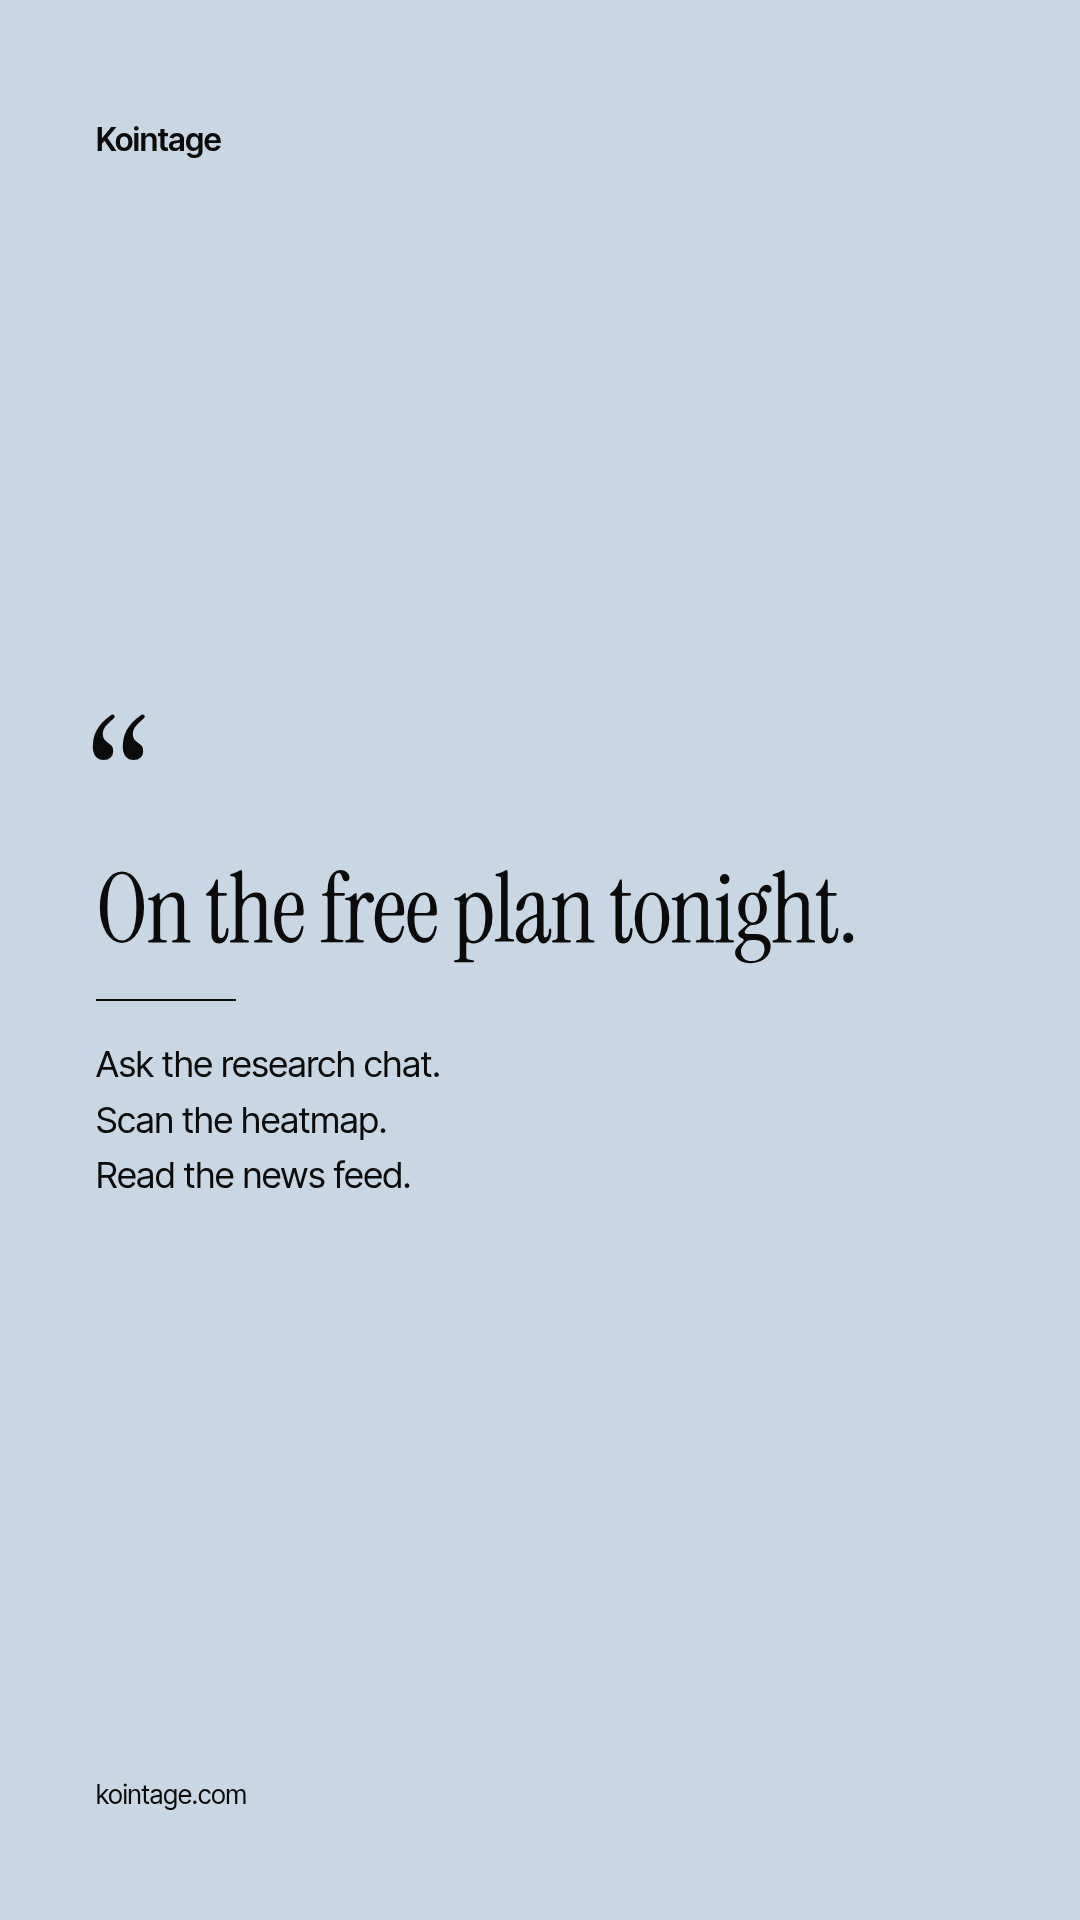 Kointage
“
On the free plan tonight.
Ask the research chat.
Scan the heatmap.
Read the news feed.
kointage.com